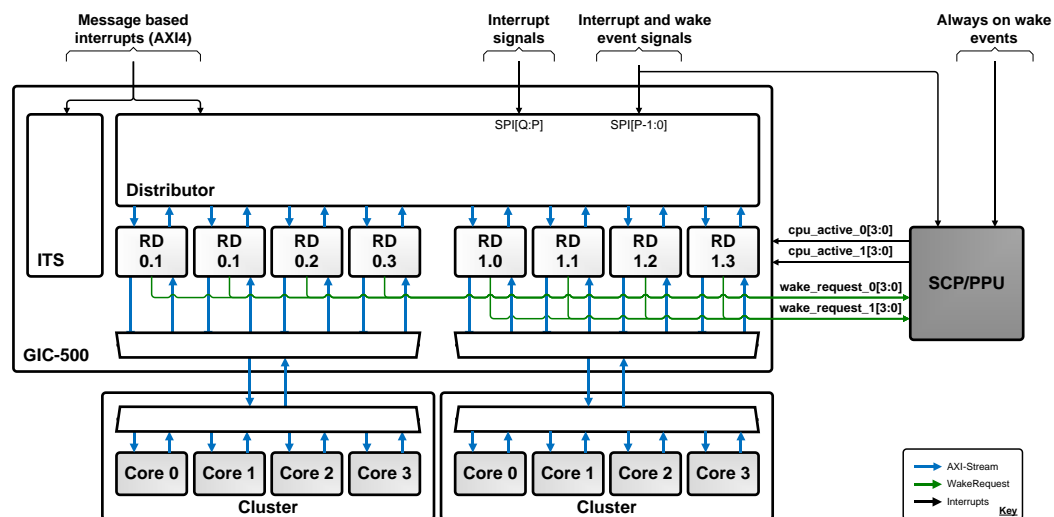 Message based
interrupts (AXI4)
Interrupt
signals
Interrupt and wake
event signals
Always on wake
events
SPI[Q:P]
SPI[P-1:0]
Distributor
ITS
RD
0.1
RD
0.1
RD
0.2
RD
0.3
RD
1.0
RD
1.1
RD
1.2
RD
1.3
cpu_active_0[3:0]
cpu_active_1[3:0]
wake_request_0[3:0]
wake_request_1[3:0]
SCP/PPU
GIC-500
Core 0
Core 1
Core 2
Core 3
Cluster
Core 0
Core 1
Core 2
Core 3
Cluster
AXI-Stream
WakeRequest
Interrupts
Key